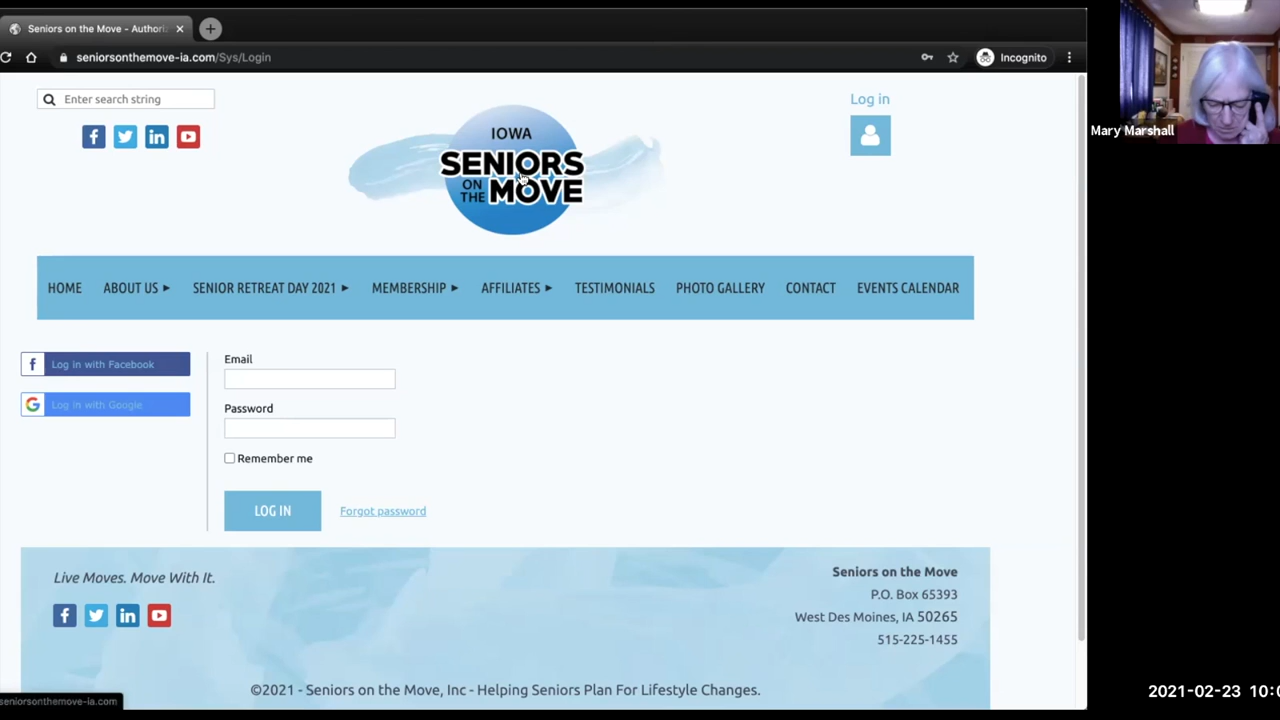 Seniors on the Move - Authori
seniorsonthemove-ia.com/Sys/Login
Incognito
Enter search string
Log in
IOWA
SENIORS
ON THE MOVE
HOME ABOUT US SENIOR RETREAT DAY 2021 MEMBERSHIP AFFILIATES TESTIMONIALS PHOTO GALLERY CONTACT EVENTS CALENDAR
Log in with Facebook
Log in with Google
Email
Password
Remember me
LOG IN Forgot password
Live Moves. Move With It.
Seniors on the Move
P.O. Box 65393
West Des Moines, IA 50265
515-225-1455
©2021 - Seniors on the Move, Inc - Helping Seniors Plan For Lifestyle Changes.
seniorsonthemove-ia.com
Mary Marshall
2021-02-23 10:0